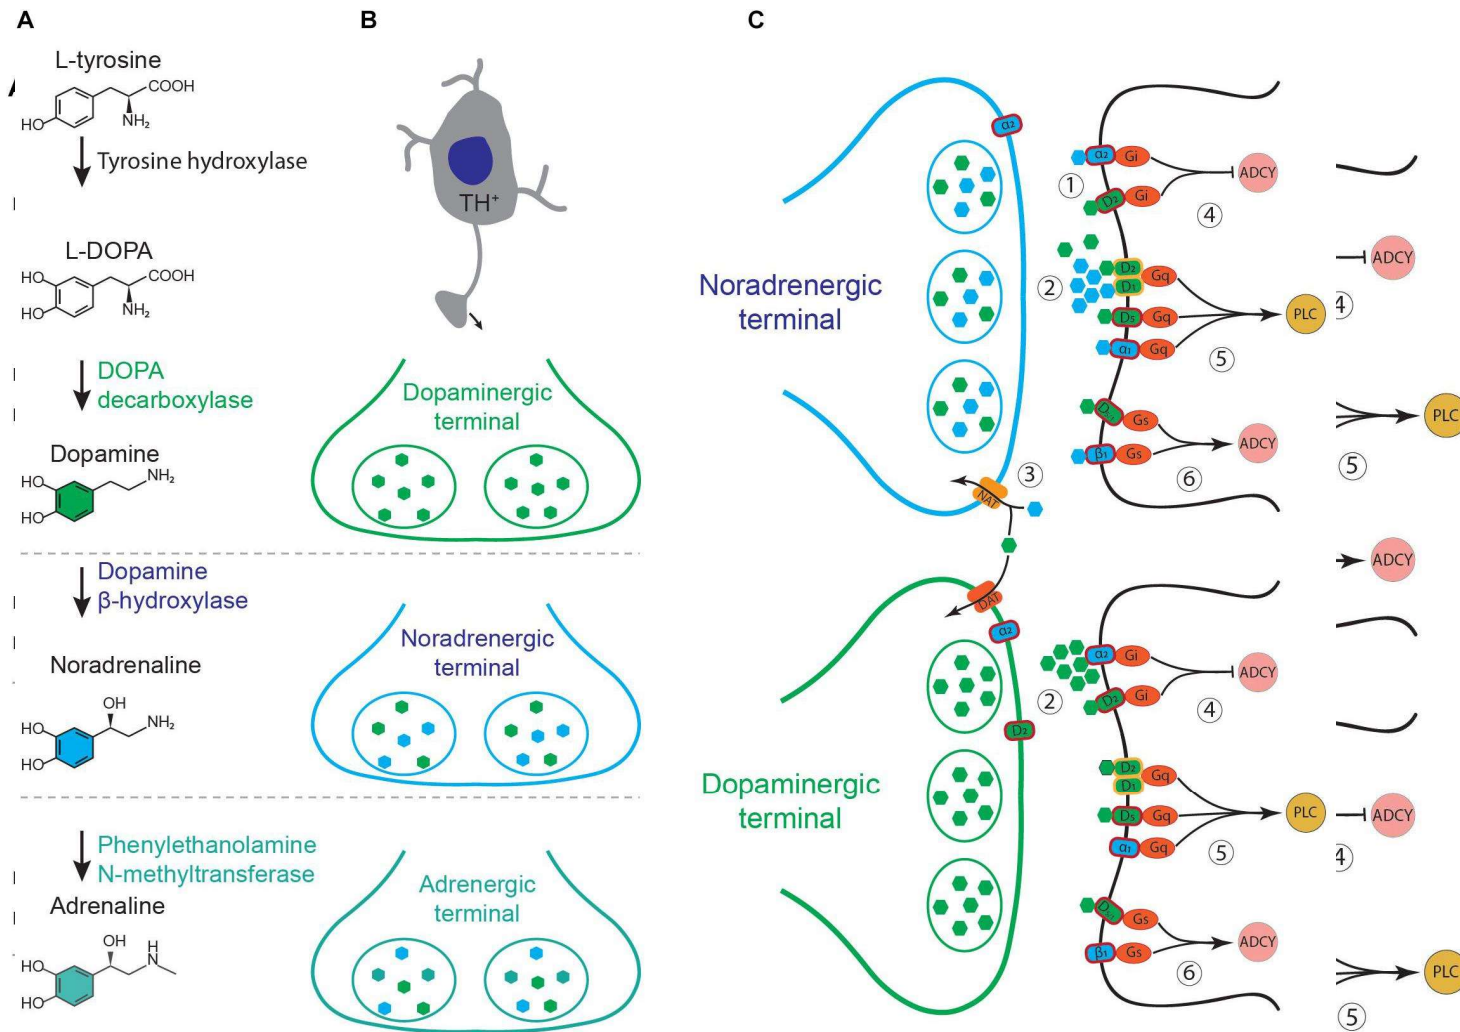 A
B
C
L-tyrosine
COOH
HO
NH₂
Tyrosine hydroxylase
L-DOPA
HO
COOH
HO
NH₂
DOPA
decarboxylase
Dopamine
HO
NH₂
HO
Dopamine
β-hydroxylase
Noradrenaline
OH
HO
NH₂
HO
Phenylethanolamine
N-methyltransferase
Adrenaline
OH
H
N
HO
HO
TH⁺
Dopaminergic
terminal
Noradrenergic
terminal
Adrenergic
terminal
Noradrenergic
terminal
α₂
NAT
3
1
α₂ Gi
D₂ Gi
ADCY
4
2
D₂
D₁
Gq
D₅ Gq
α₁ Gq
PLC
5
Gs
β₁ Gs
ADCY
6
Dopaminergic
terminal
DAT
α₂
D₂
2
α₂ Gi
D₂ Gi
ADCY
4
D₂
D₁
Gq
D₅ Gq
α₁ Gq
PLC
5
Gs
β₁ Gs
ADCY
6
ADCY
4
PLC
5
ADCY
ADCY
4
PLC
5